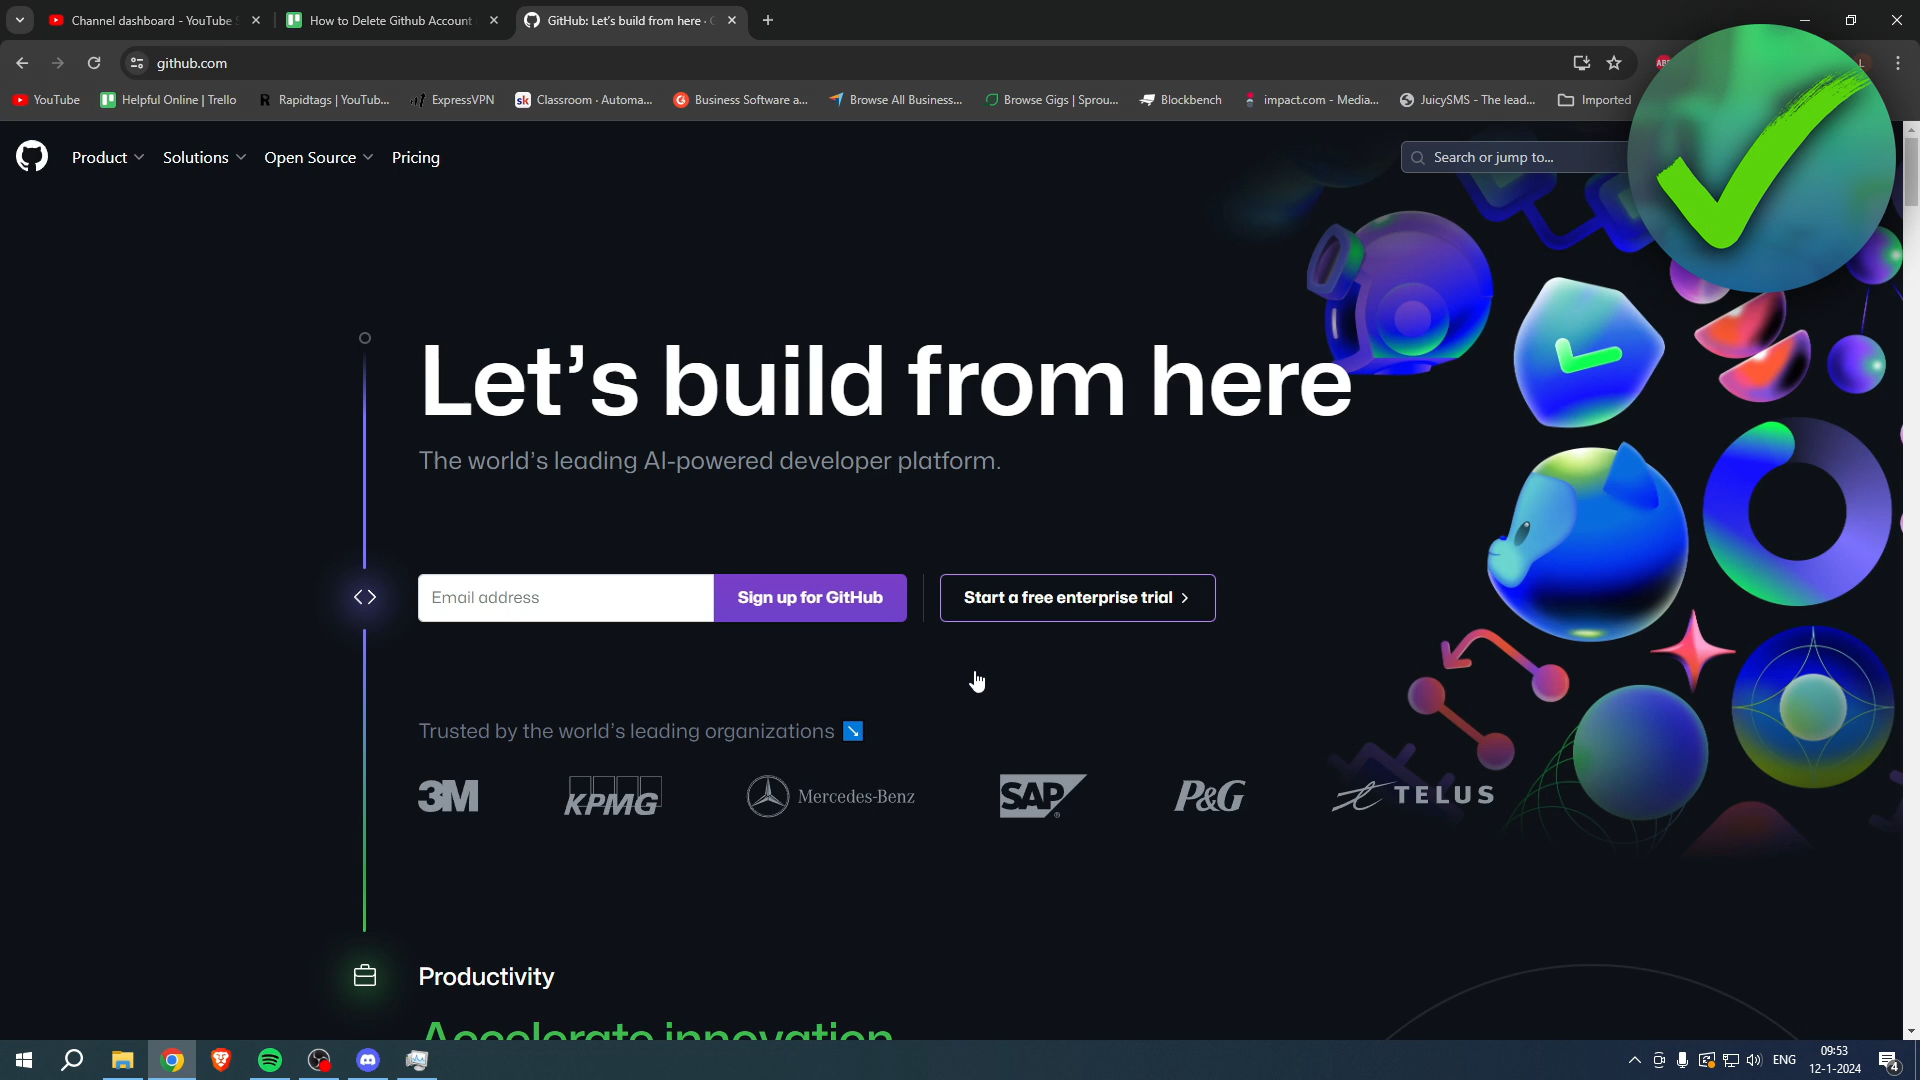 Channel dashboard - YouTube
How to Delete Github Account
GitHub: Let's build from here ·
github.com
YouTube
Helpful Online | Trello
Rapidtags | YouTub...
ExpressVPN
Classroom · Automa...
Business Software a...
Browse All Business...
Browse Gigs | Sprou...
Blockbench
impact.com - Media...
JuicySMS - The lead...
Imported
Product
Solutions
Open Source
Pricing
Search or jump to...
Let’s build from here
The world’s leading AI-powered developer platform.
Email address
Sign up for GitHub
Start a free enterprise trial
Trusted by the world’s leading organizations
3M
KPMG
Mercedes-Benz
SAP
P&G
TELUS
Productivity
Accelerate innovation
ENG
09:53
12-1-2024
4